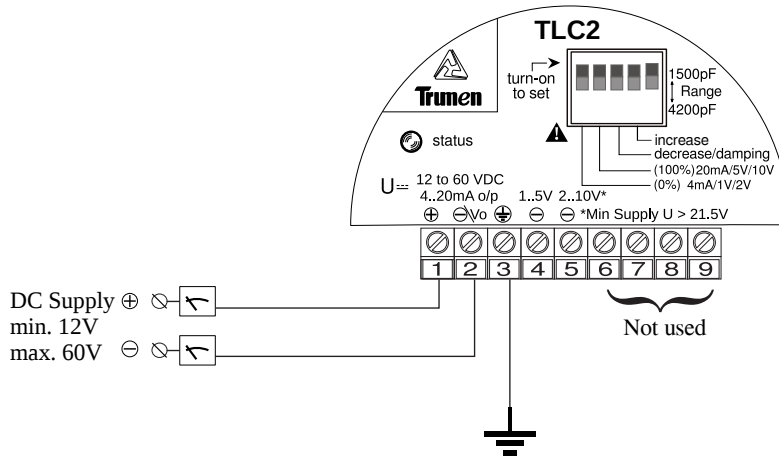 TLC2
turn-on
to set
1500pF
Range
4200pF
Trumen
status
increase
decrease/damping
(100%) 20mA/5V/10V
(0%) 4mA/1V/2V
U 12 to 60 VDC
4..20mA o/p 1..5V 2..10V*
Vo *Min Supply U > 21.5V
1 2 3 4 5 6 7 8 9
DC Supply
min. 12V
max. 60V
Not used